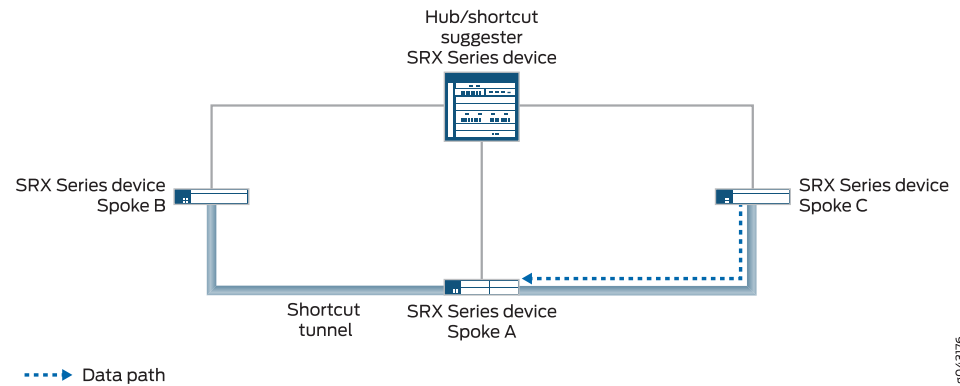 Hub/shortcut
suggester
SRX Series device
SRX Series device
Spoke B
SRX Series device
Spoke C
Shortcut
tunnel
SRX Series device
Spoke A
Data path
g043176